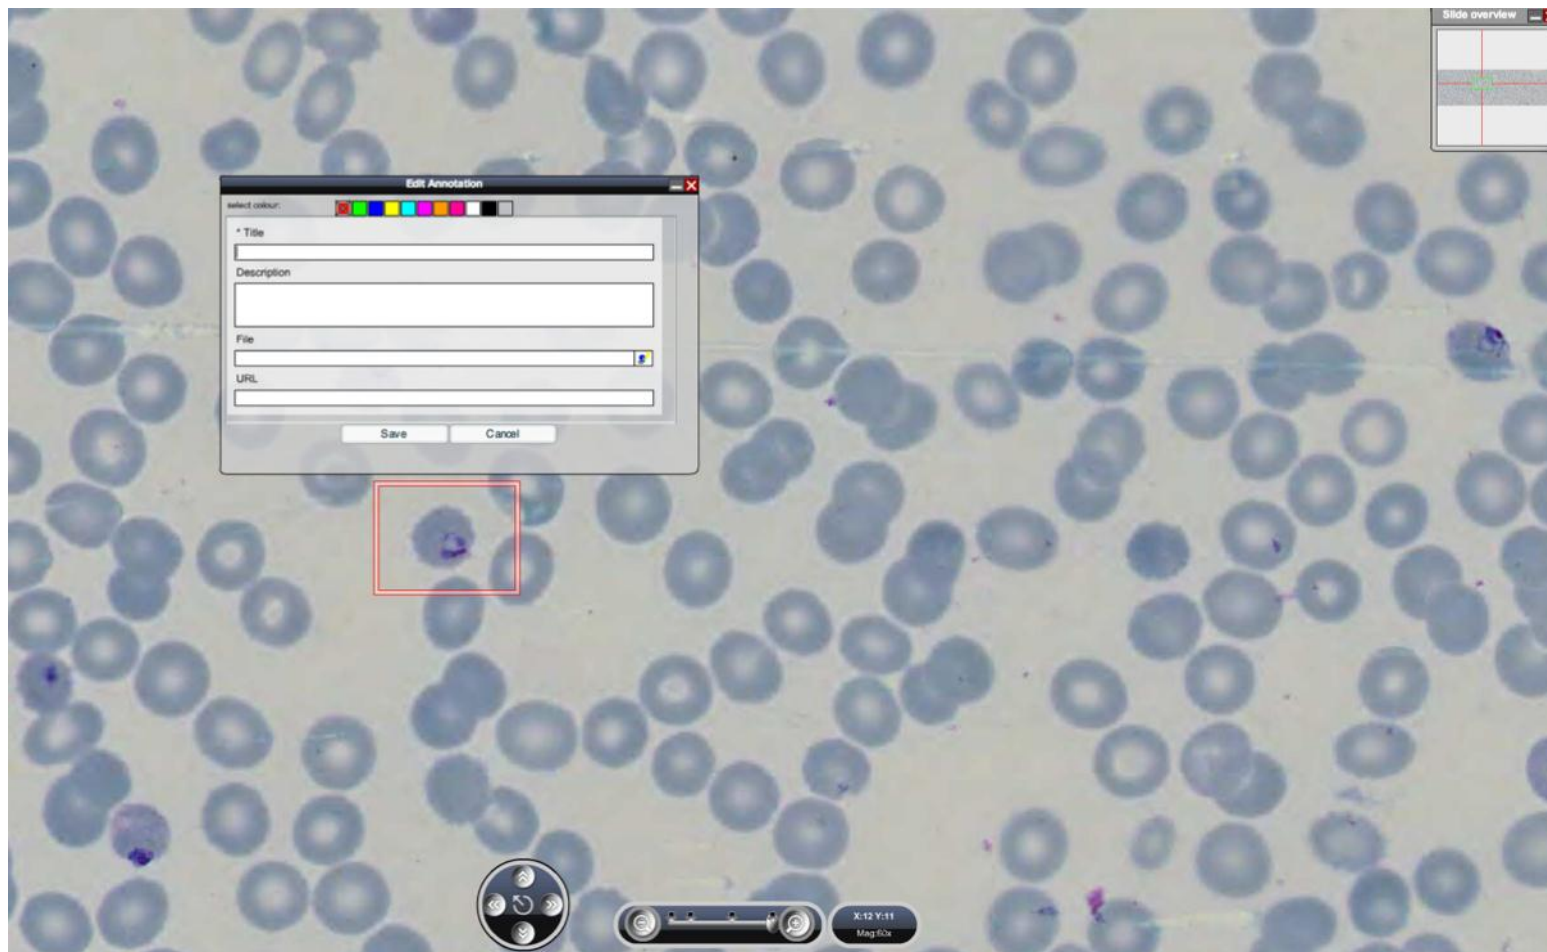 Slide overview
Edit Annotation
select colour:
* Title
Description
File
URL
Save
Cancel
X:12 Y:11
Mag:60x